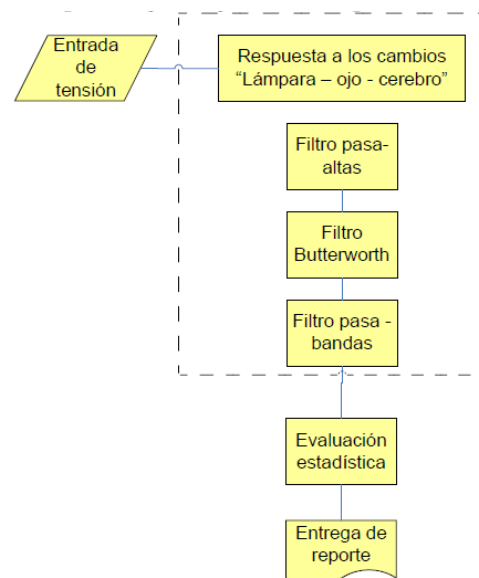 Entrada
de
tensión
Respuesta a los cambios
“Lámpara – ojo - cerebro”
Filtro pasa-
altas
Filtro
Butterworth
Filtro pasa -
bandas
Evaluación
estadística
Entrega de
reporte